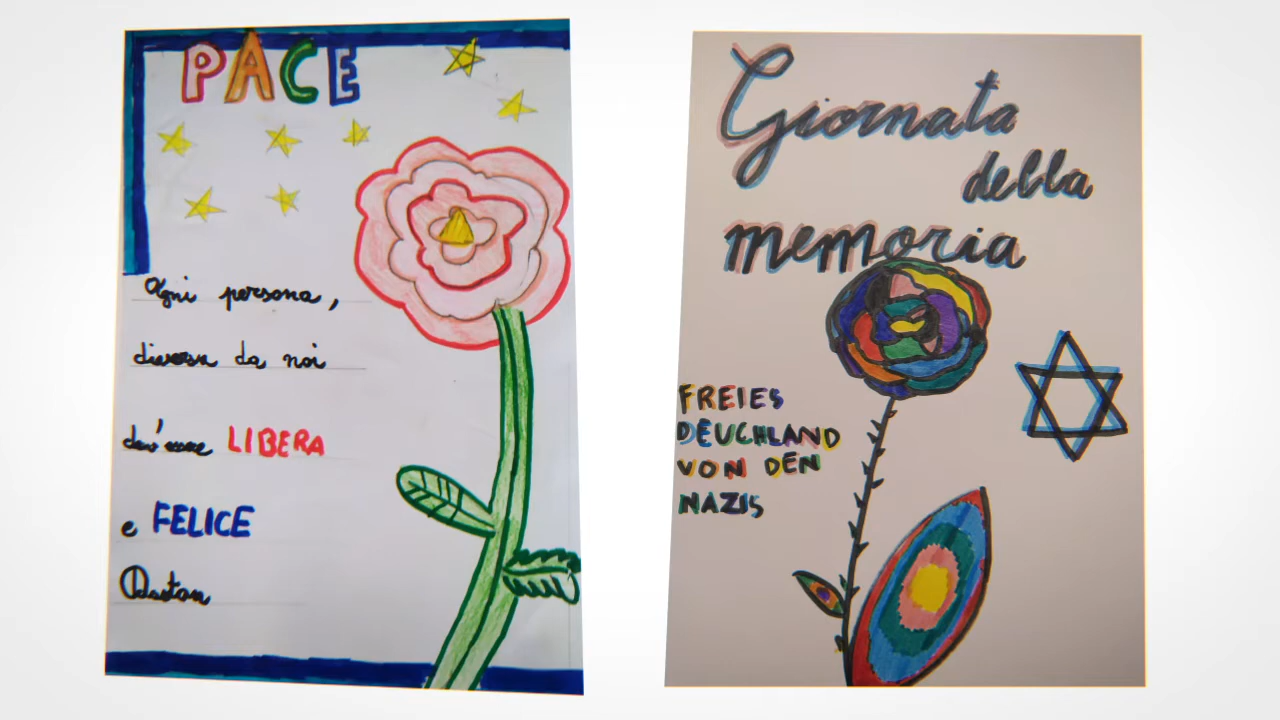 PACE
Ogni persona,
diversa da noi
dev'essere LIBERA
e FELICE
Giornata
della
memoria
FREIES
DEUCHLAND
VON DEN
NAZIS